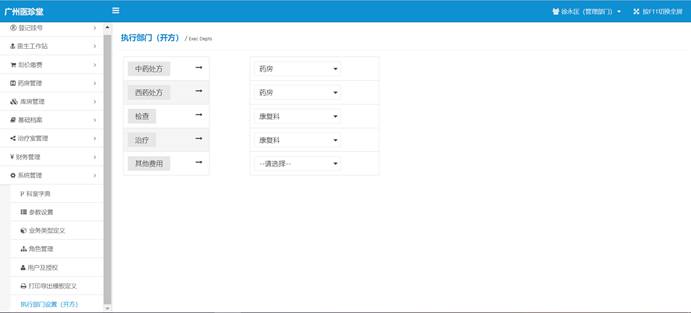 广州医珍堂
徐永匡（管理部门）
按F11切换全屏
登记挂号
医生工作站
划价缴费
药房管理
库房管理
基础档案
治疗室管理
¥ 财务管理
系统管理
科室字典
参数设置
业务类型定义
角色管理
用户及授权
打印导出模板定义
执行部门设置（开方）
执行部门（开方） / Exec Depts
中药处方 药房
西药处方 药房
检查 康复科
治疗 康复科
其他费用 --请选择--